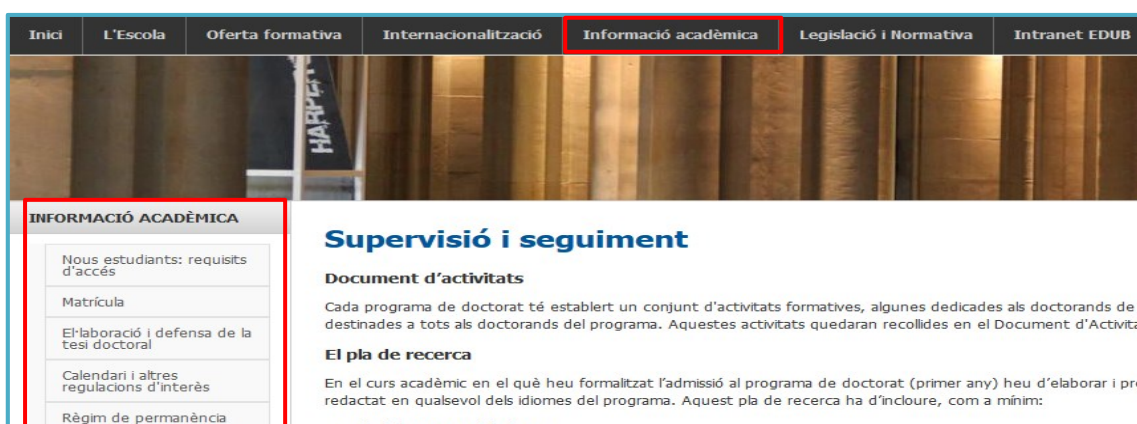 Inici L'Escola Oferta formativa Internacionalització Informació acadèmica Legislació i Normativa Intranet EDUB
HARPER
INFORMACIÓ ACADÈMICA
Nous estudiants: requisits
d'accés
Matrícula
El·laboració i defensa de la
tesi doctoral
Calendari i altres
regulacions d'interès
Règim de permanència
Supervisió i seguiment
Document d'activitats
Cada programa de doctorat té establert un conjunt d'activitats formatives, algunes dedicades als doctorands de
destinades a tots als doctorands del programa. Aquestes activitats quedaran recollides en el Document d'Activita
El pla de recerca
En el curs acadèmic en el què heu formalitzat l'admissió al programa de doctorat (primer any) heu d'elaborar i pre
redactat en qualsevol dels idiomes del programa. Aquest pla de recerca ha d'incloure, com a mínim: